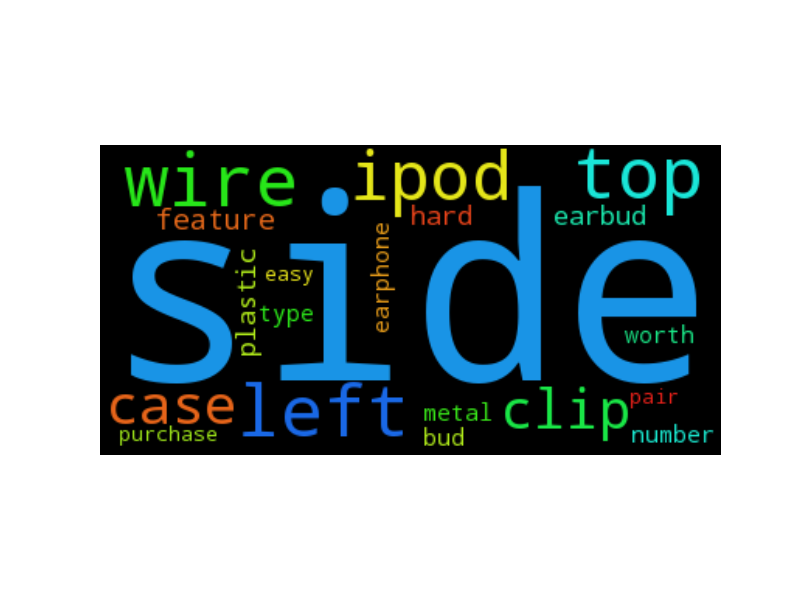 wire
ipod
top
feature
hard
earbud
side
plastic
easy
type
earphone
worth
case
left
metal
clip
pair
purchase
bud
number